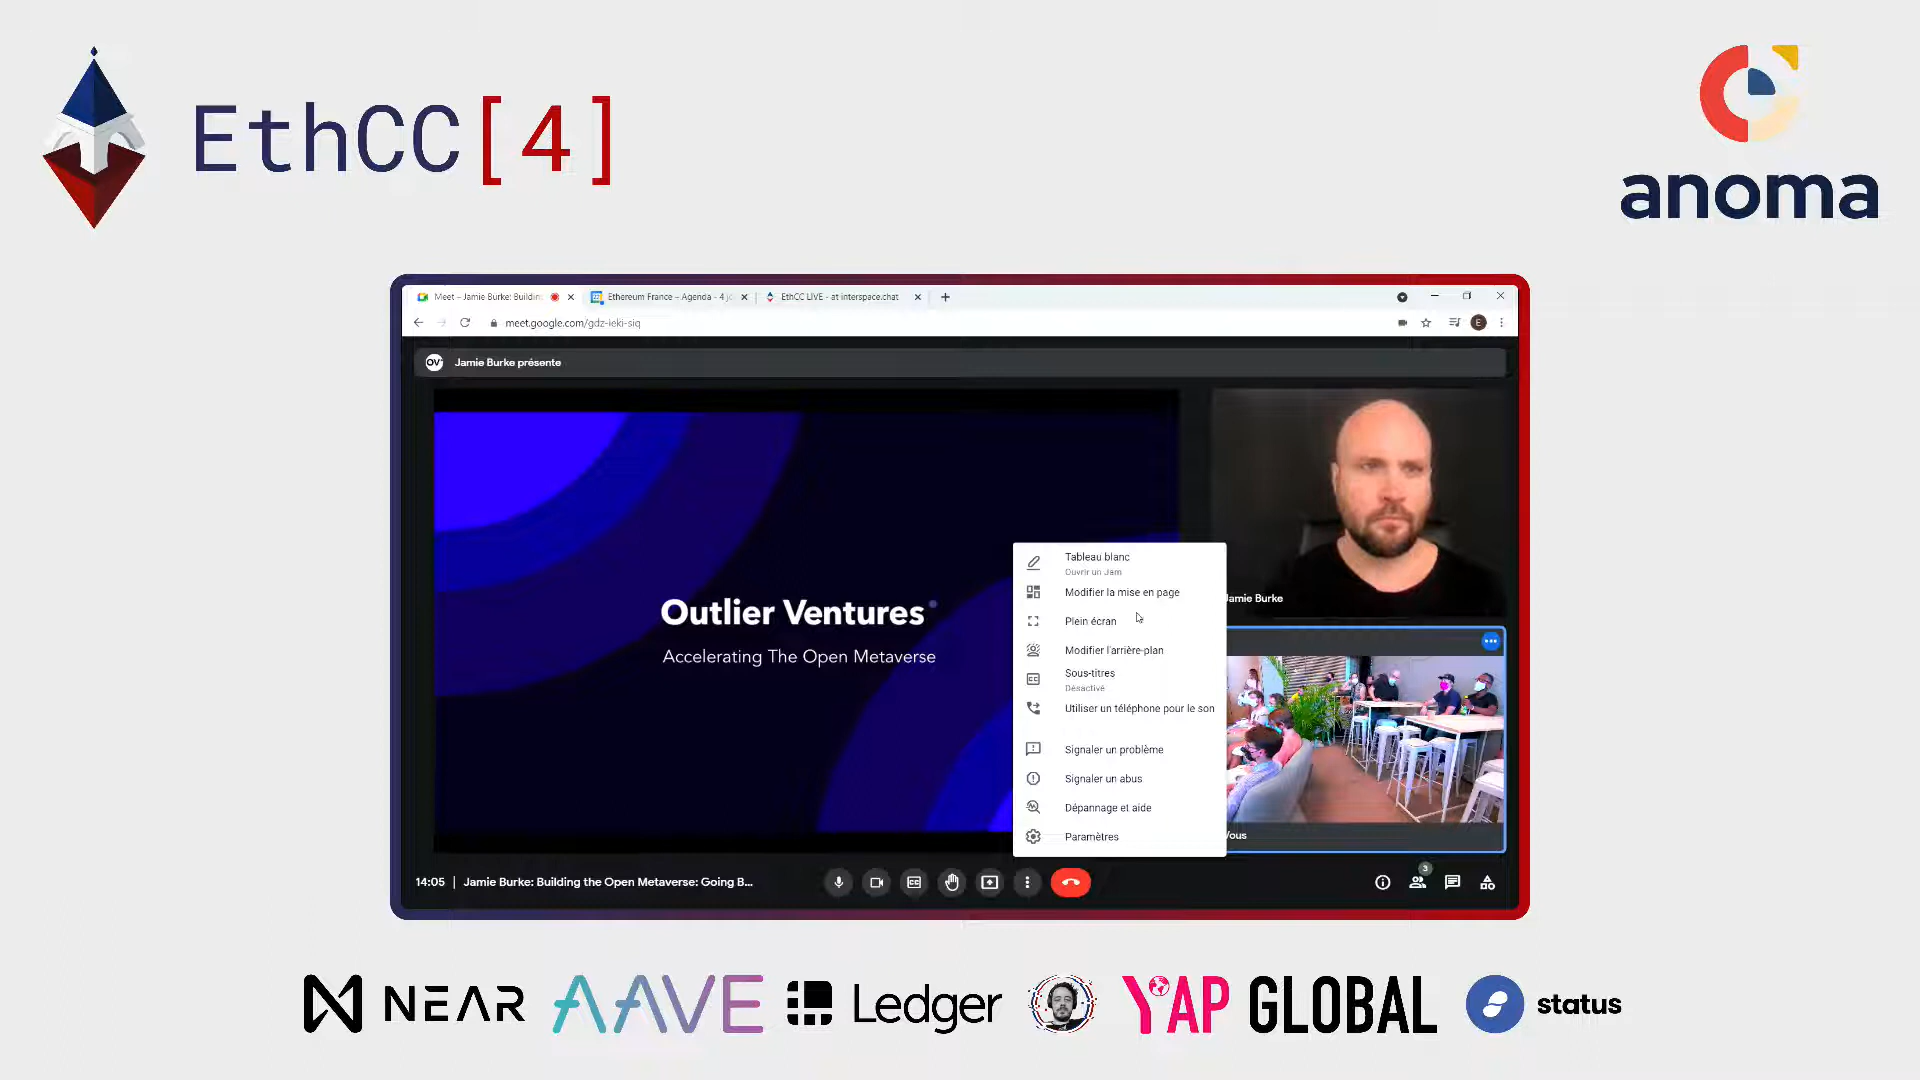 EthCC[4]
anoma
Meet – Jamie Burke: Buildin
Ethereum France – Agenda - 4 j
EthCC LIVE - at interspace.chat
meet.google.com/gdz-ieki-siq
E
OV
Jamie Burke présente
Outlier Ventures
Accelerating The Open Metaverse
Tableau blanc
Ouvrir un Jam
Modifier la mise en page
Plein écran
Modifier l'arrière-plan
Sous-titres
Désactivé
Utiliser un téléphone pour le son
Signaler un problème
Signaler un abus
Dépannage et aide
Paramètres
Jamie Burke
Vous
14:05 | Jamie Burke: Building the Open Metaverse: Going B...
3
NEAR
AAVE
Ledger
YAP GLOBAL
status